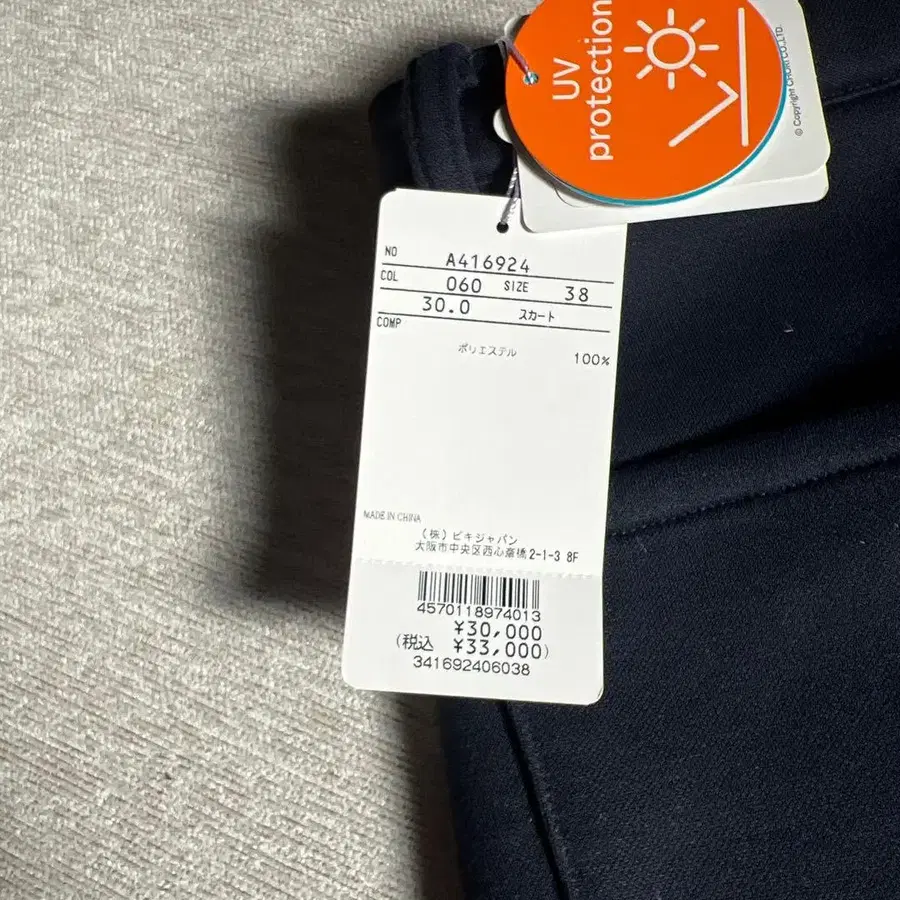 UV
protection
© Copyright CHORI CO.,LTD.
NO A416924
COL 060 SIZE 38
30.0 スカート
COMP
ポリエステル 100%
MADE IN CHINA
(株)ピキジャパン
大阪市中央区西心斎橋2-1-3 8F
4570118974013
¥30,000
(税込 ¥33,000)
341692406038